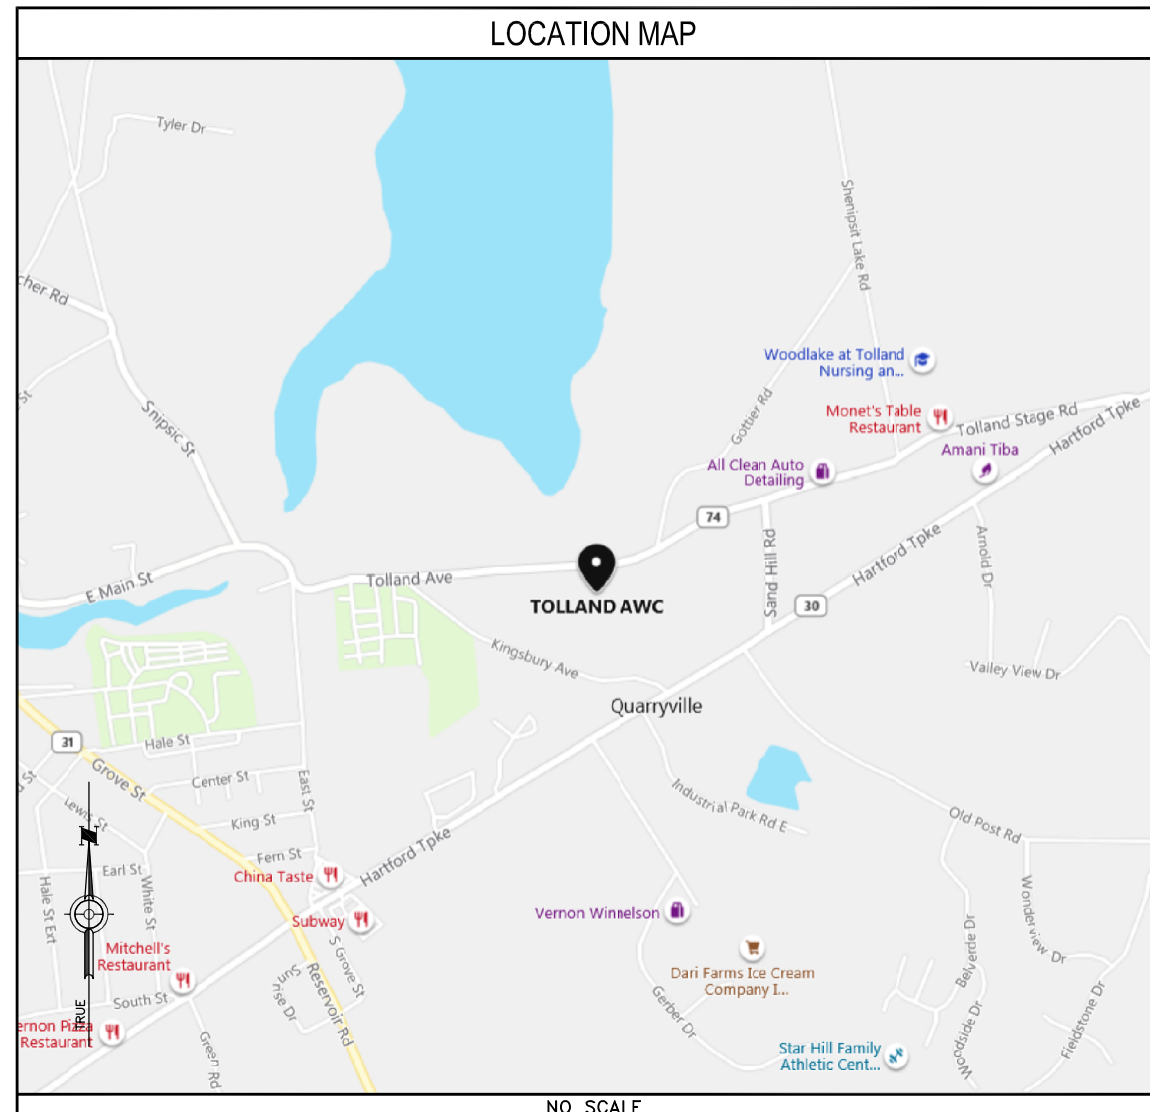 LOCATION MAP
Tyler Dr
Shenipsit Lake Rd
cher Rd
Woodlake at Tolland
Nursing an...
St
Snipsic St
Gottier Rd
Monet's Table
Restaurant
Tolland Stage Rd
Hartford Tpke
Amani Tiba
All Clean Auto
Detailing
74
Sand Hill Rd
Hartford Tpke
Arnold Dr
E Main St
Tolland Ave
TOLLAND AWC
30
Kingsbury Ave
Valley View Dr
Quarryville
31
Hale St
Grove St
Center St
East St
d St
Lewis St
King St
Industrial Park Rd E
Old Post Rd
Hartford Tpke
Fern St
Earl St
China Taste
Hale St Ext
White St
Wonderview Dr
Vernon Winnelson
Subway
Mitchell's
Restaurant
S Grove St
Belverde Dr
Dari Farms Ice Cream
Company I...
Sun
rise Dr
Reservoir Rd
South St
TRUE
Gerber Dr
Fieldstone Dr
ernon Pizza
Restaurant
Green Rd
Woodside Dr
Star Hill Family
Athletic Cent...
NO SCALE